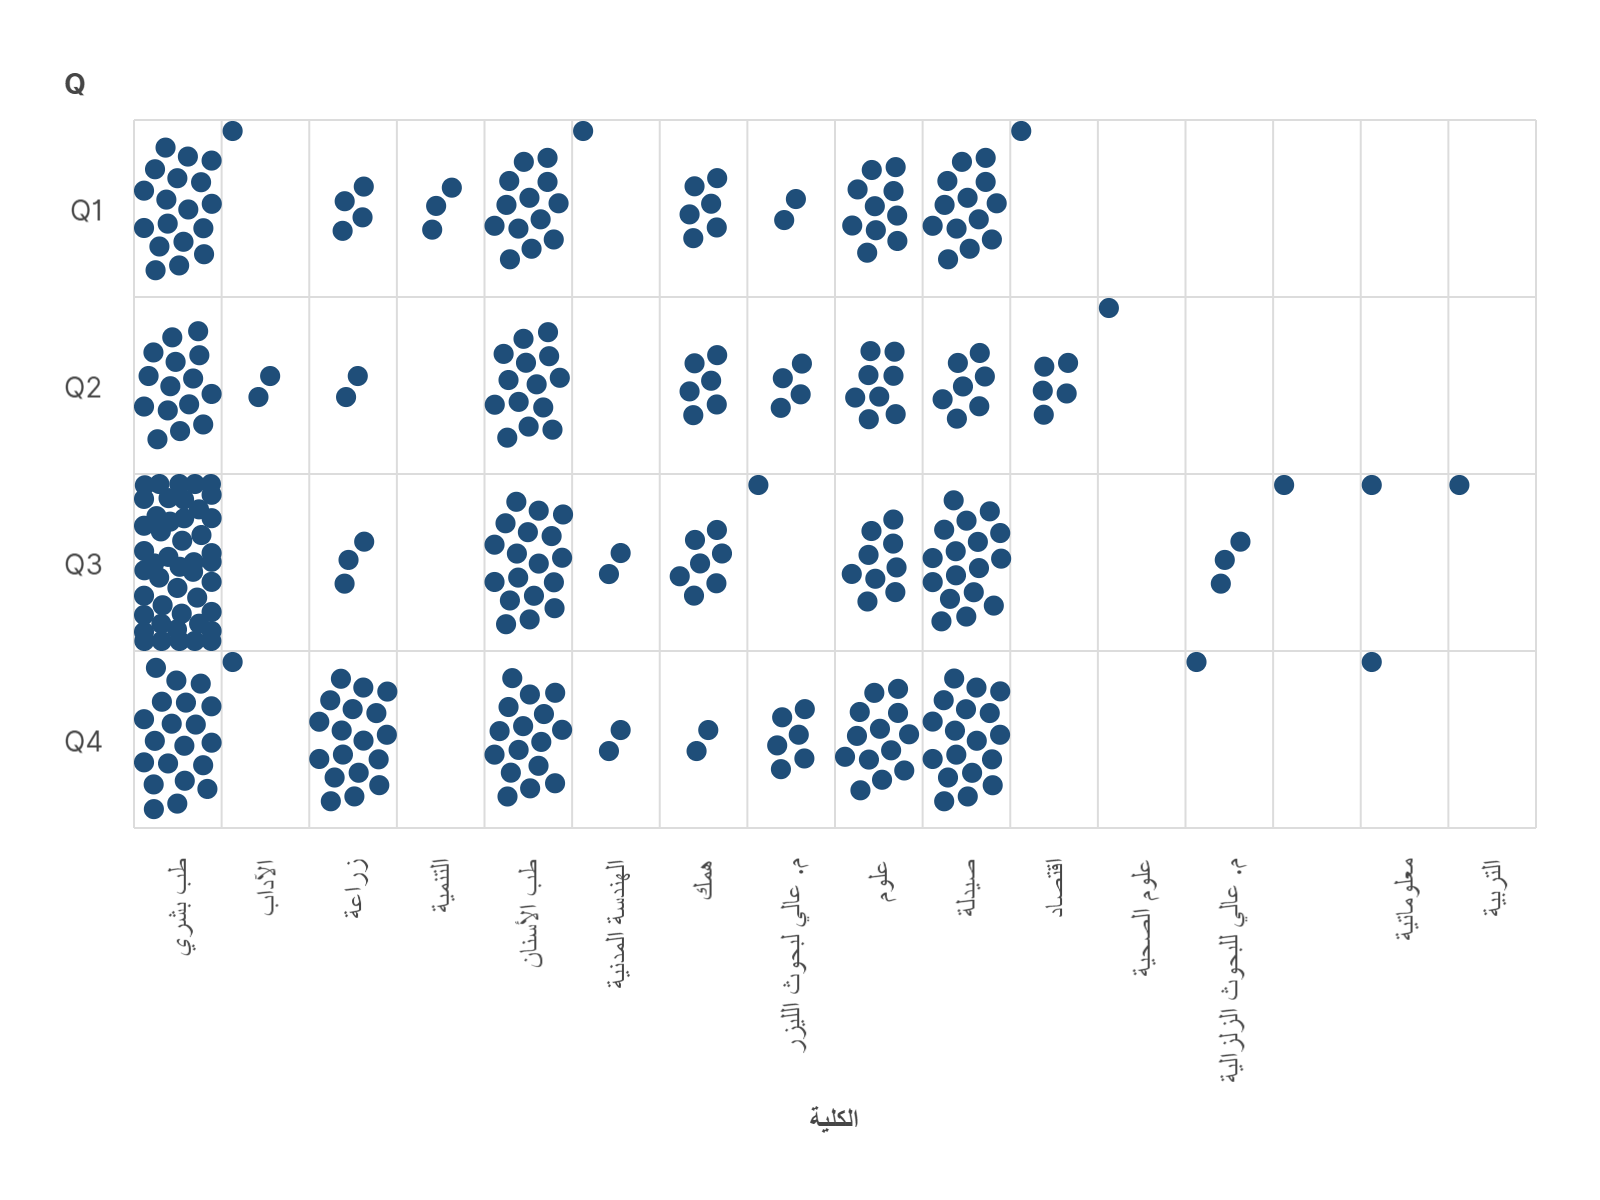 Q
Q1
Q2
Q3
Q4
طب بشري
الآداب
زراعة
التنمية
طب الأسنان
الهندسة المدنية
همك
م. عالي لبحوث الليزر
علوم
صيدلة
اقتصاد
علوم الصحية
م. عالي للبحوث الزلزالية
معلوماتية
التربية
الكلية